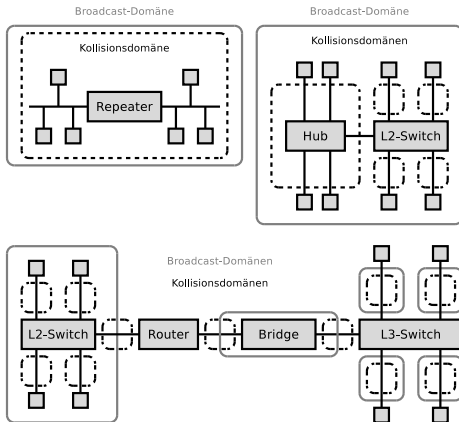 Broadcast-Domäne
Kollisionsdomäne
Repeater
Broadcast-Domäne
Kollisionsdomänen
Hub
L2-Switch
Broadcast-Domänen
Kollisionsdomänen
L2-Switch
Router
Bridge
L3-Switch